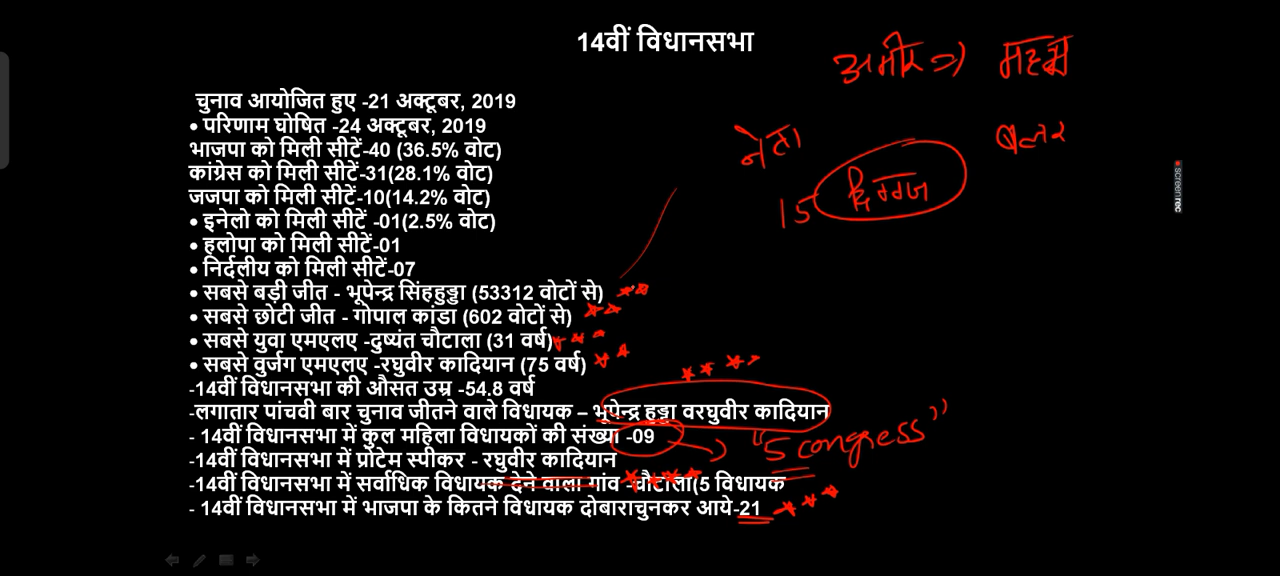 14वीं विधानसभा
अमीर → महम
नेता
बलर
15 दिग्गज
चुनाव आयोजित हुए -21 अक्टूबर, 2019
• परिणाम घोषित -24 अक्टूबर, 2019
भाजपा को मिली सीटें-40 (36.5% वोट)
कांग्रेस को मिली सीटें-31(28.1% वोट)
जजपा को मिली सीटें-10(14.2% वोट)
• इनेलो को मिली सीटें -01(2.5% वोट)
• हलोपा को मिली सीटें-01
• निर्दलीय को मिली सीटें-07
• सबसे बड़ी जीत - भूपेन्द्र सिंहहुड्डा (53312 वोटों से)
• सबसे छोटी जीत - गोपाल कांडा (602 वोटों से)
• सबसे युवा एमएलए -दुष्यंत चौटाला (31 वर्ष)
• सबसे वुर्जग एमएलए -रघुवीर कादियान (75 वर्ष)
-14वीं विधानसभा की औसत उम्र -54.8 वर्ष
-लगातार पांचवी बार चुनाव जीतने वाले विधायक – भूपेन्द्र हुड्डा वरघुवीर कादियान
- 14वीं विधानसभा में कुल महिला विधायकों की संख्या -09
"5 congress"
-14वीं विधानसभा में प्रोटेम स्पीकर - रघुवीर कादियान
-14वीं विधानसभा में सर्वाधिक विधायक देने वाला गांव -चौटाला(5 विधायक
- 14वीं विधानसभा में भाजपा के कितने विधायक दोबाराचुनकर आये-21
screenrec